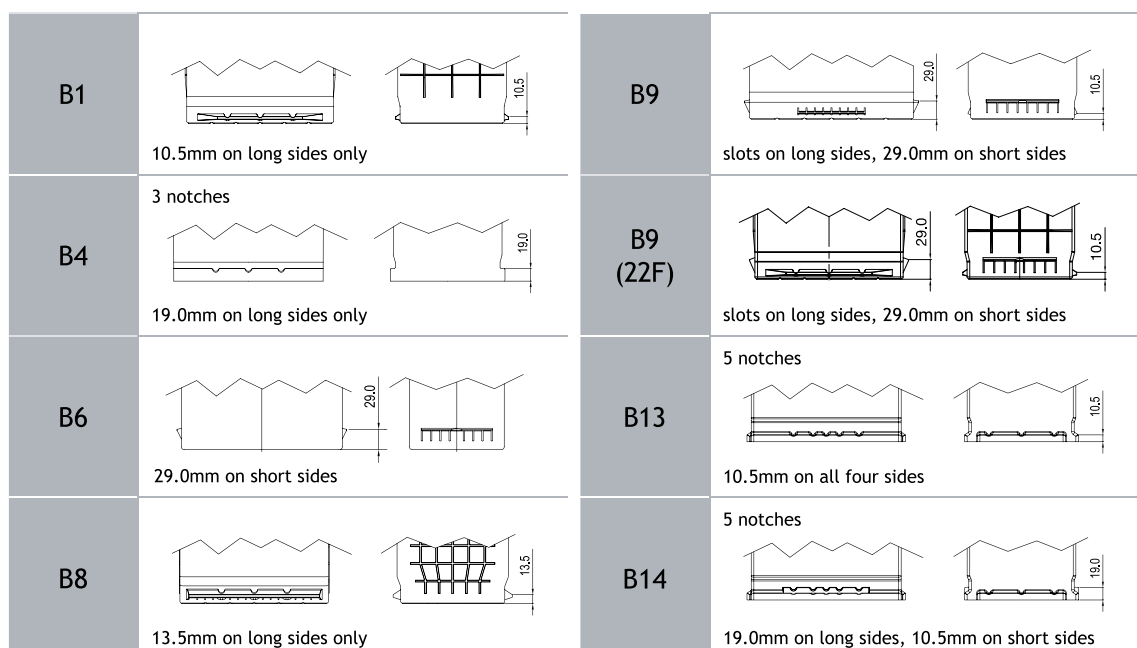 B1
10.5
10.5mm on long sides only
B4
3 notches
19.0
19.0mm on long sides only
B6
29.0
29.0mm on short sides
B8
13.5
13.5mm on long sides only
B9
29.0
10.5
slots on long sides, 29.0mm on short sides
B9
(22F)
29.0
10.5
slots on long sides, 29.0mm on short sides
B13
5 notches
10.5
10.5mm on all four sides
B14
5 notches
19.0
19.0mm on long sides, 10.5mm on short sides